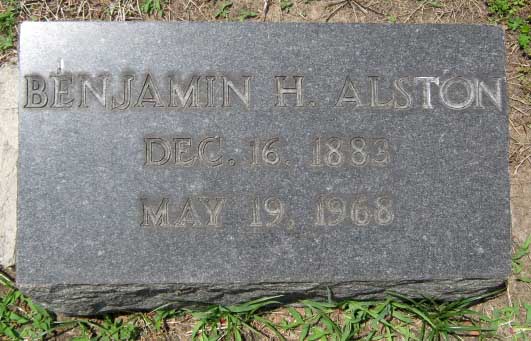 BENJAMIN H. ALSTON
DEC. 16, 1883
MAY 19, 1968